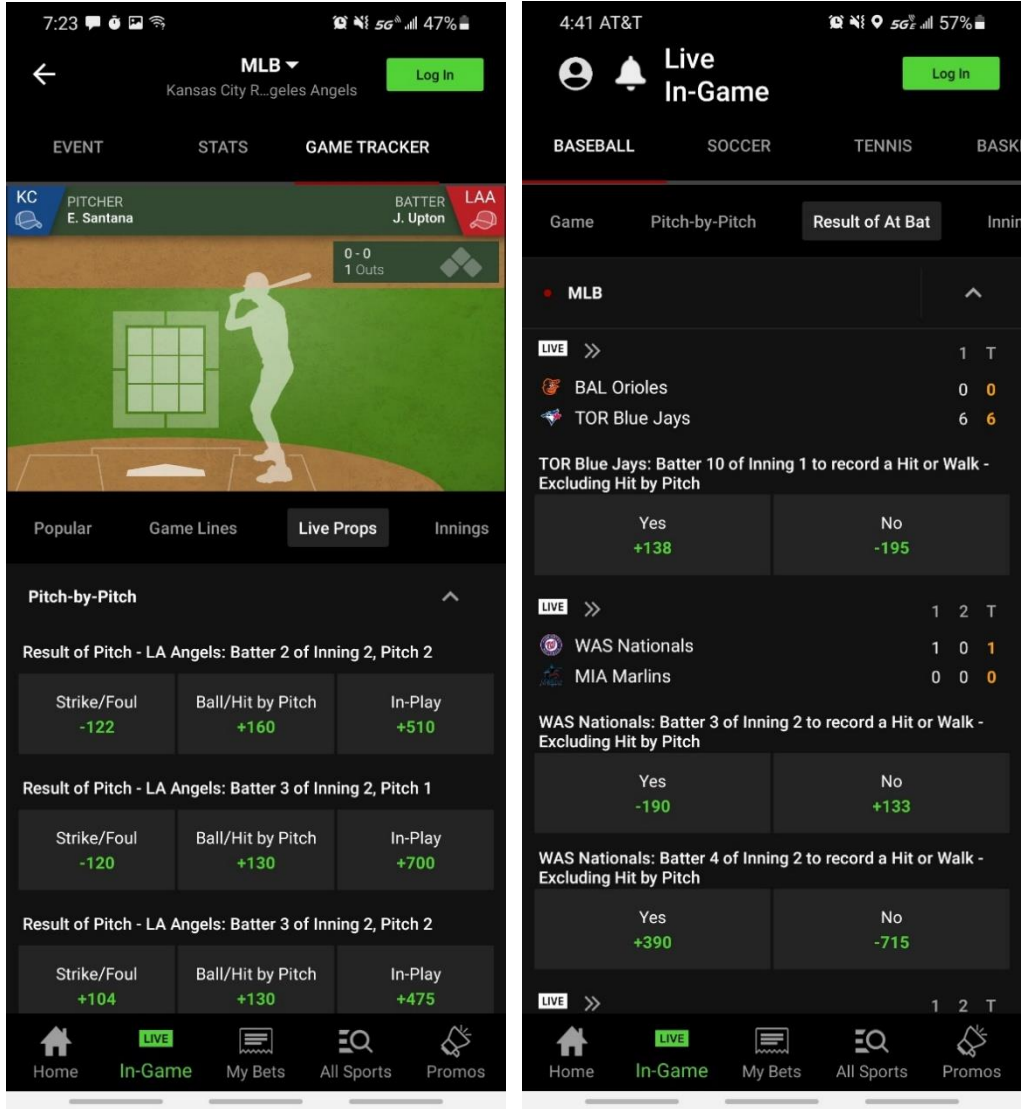 7:23 5G 47%
MLB
Kansas City R...geles Angels
Log In
EVENT STATS GAME TRACKER
KC PITCHER BATTER LAA
E. Santana J. Upton
0 - 0
1 Outs
Popular Game Lines Live Props Innings
Pitch-by-Pitch
Result of Pitch - LA Angels: Batter 2 of Inning 2, Pitch 2
Strike/Foul Ball/Hit by Pitch In-Play
-122 +160 +510
Result of Pitch - LA Angels: Batter 3 of Inning 2, Pitch 1
Strike/Foul Ball/Hit by Pitch In-Play
-120 +130 +700
Result of Pitch - LA Angels: Batter 3 of Inning 2, Pitch 2
Strike/Foul Ball/Hit by Pitch In-Play
+104 +130 +475
LIVE
Home In-Game My Bets All Sports Promos
4:41 AT&T 5GE 57%
Live
In-Game
Log In
BASEBALL SOCCER TENNIS BASK
Game Pitch-by-Pitch Result of At Bat Innin
MLB
LIVE 1 T
BAL Orioles 0 0
TOR Blue Jays 6 6
TOR Blue Jays: Batter 10 of Inning 1 to record a Hit or Walk -
Excluding Hit by Pitch
Yes No
+138 -195
LIVE 1 2 T
WAS Nationals 1 0 1
MIA Marlins 0 0 0
WAS Nationals: Batter 3 of Inning 2 to record a Hit or Walk -
Excluding Hit by Pitch
Yes No
-190 +133
WAS Nationals: Batter 4 of Inning 2 to record a Hit or Walk -
Excluding Hit by Pitch
Yes No
+390 -715
LIVE 1 2 T
LIVE
Home In-Game My Bets All Sports Promos